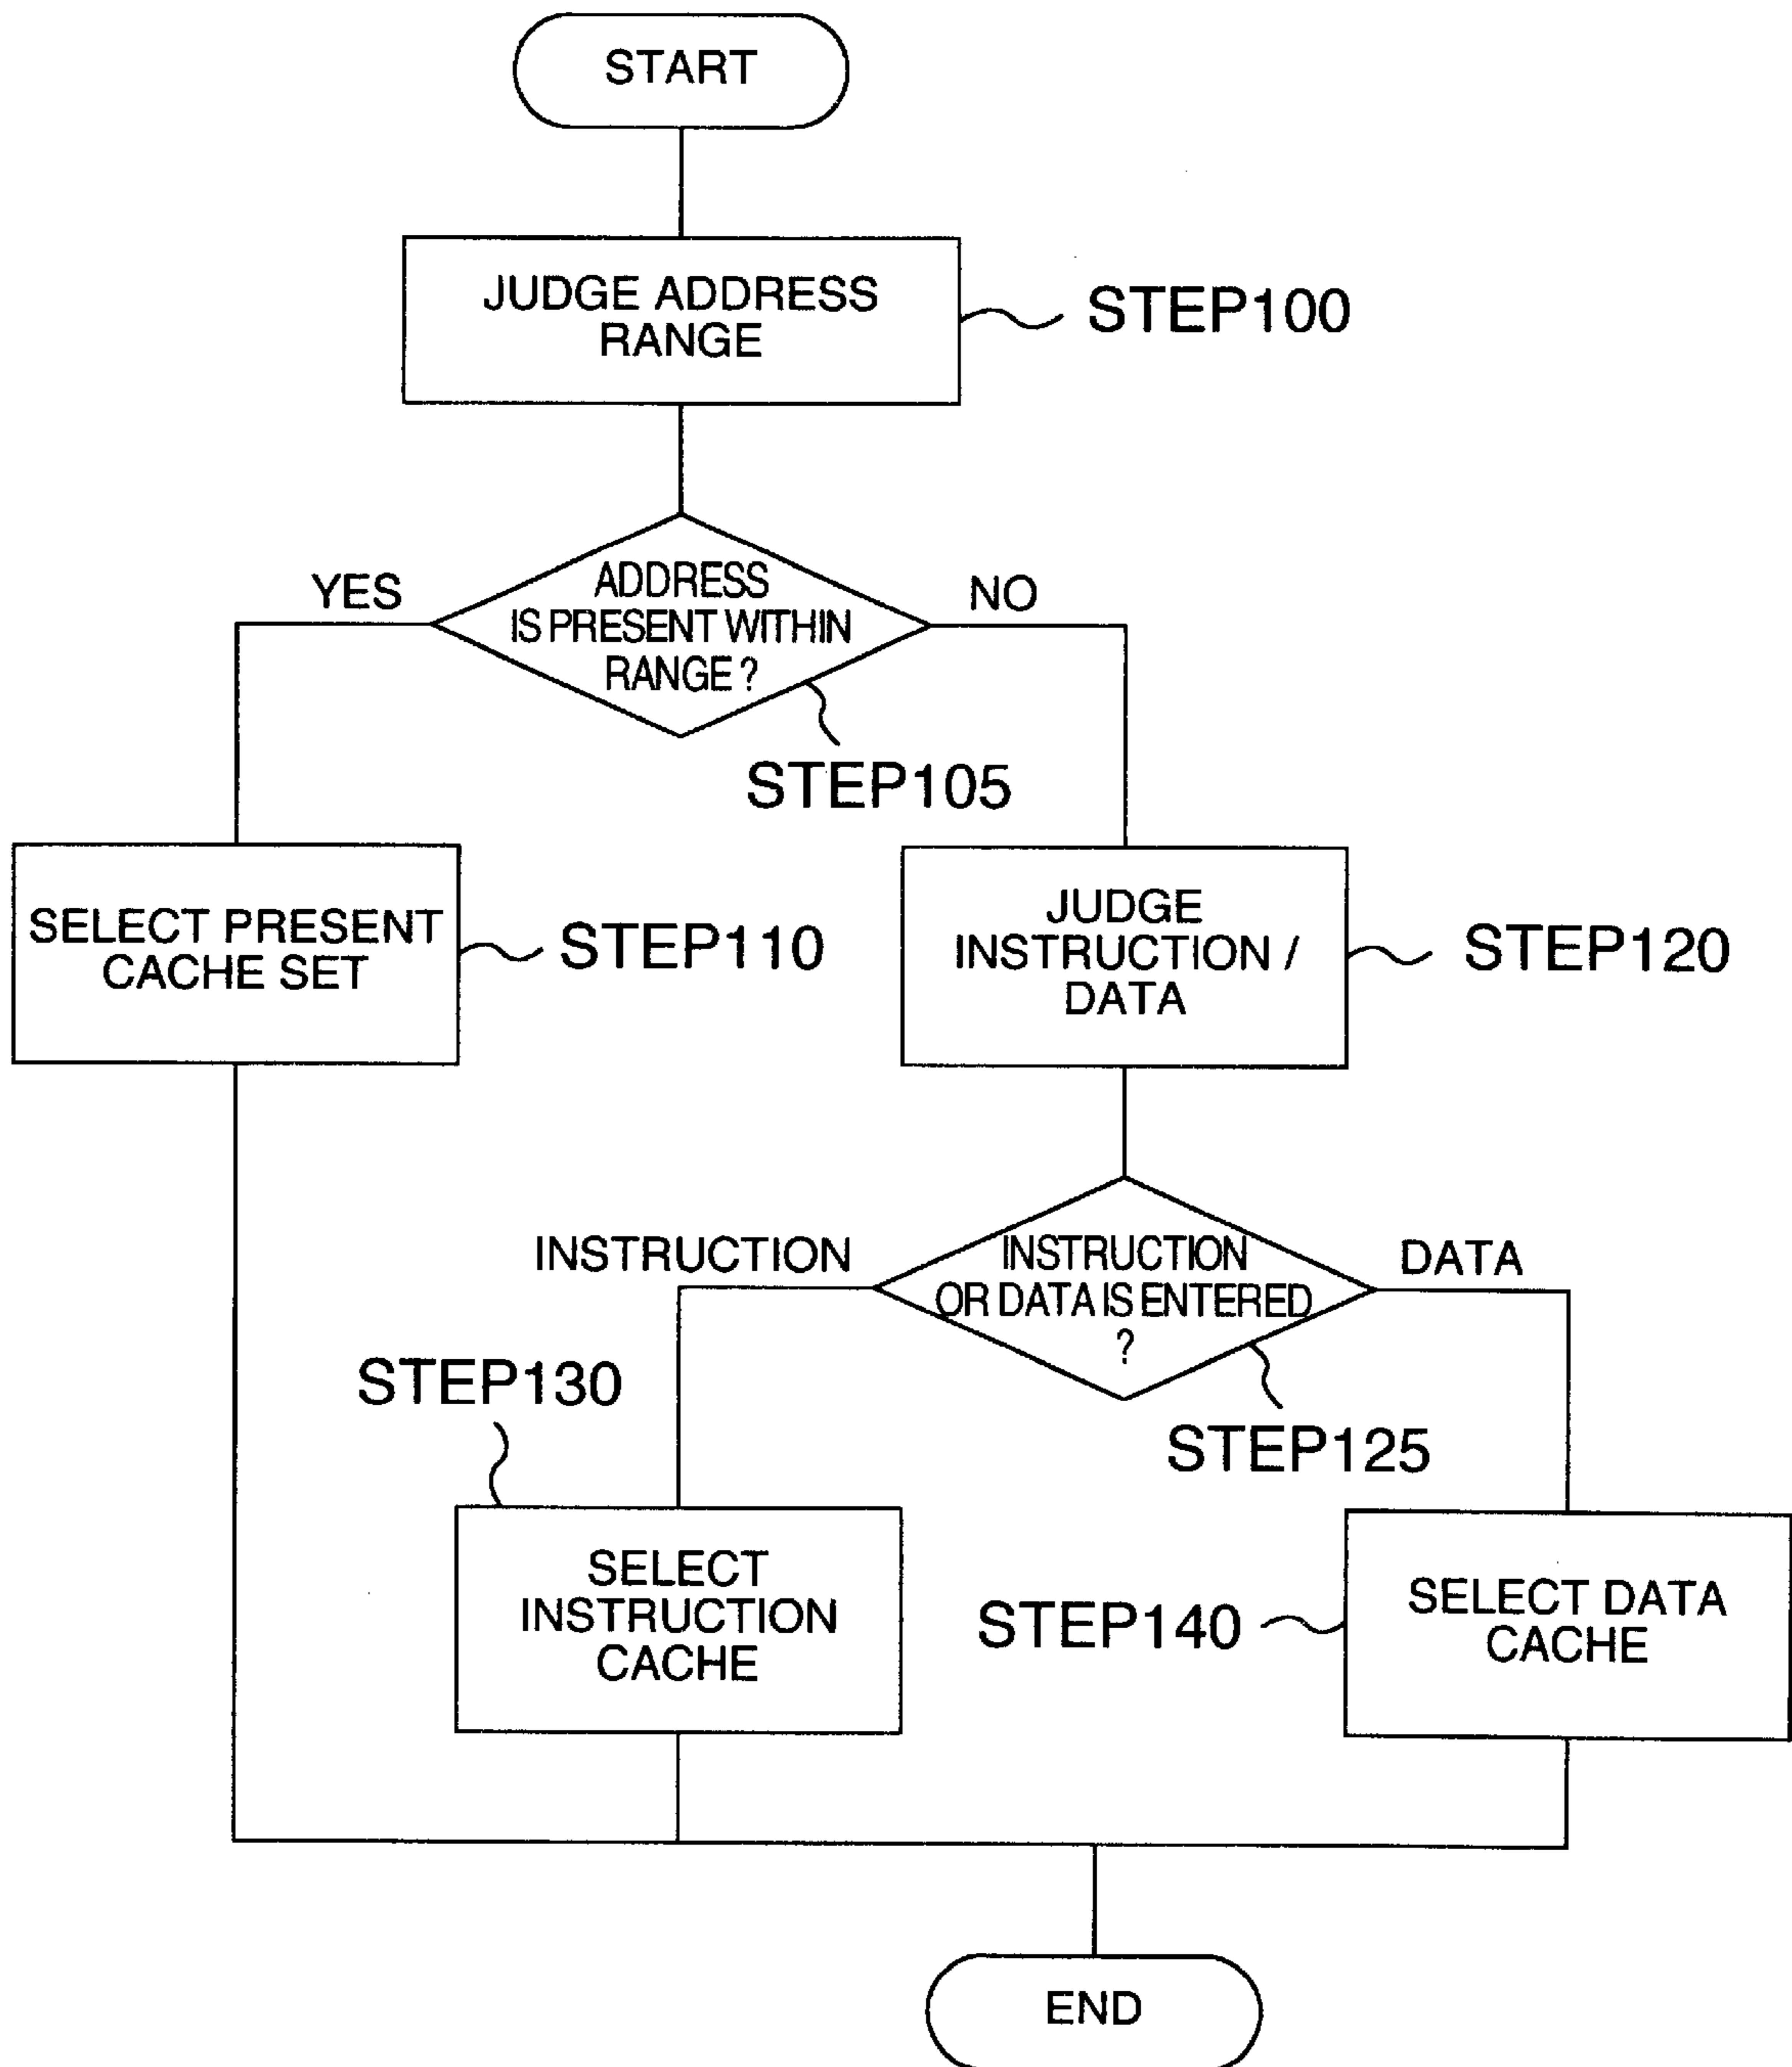 START
JUDGE ADDRESS
RANGE
STEP100
YES
ADDRESS
IS PRESENT WITHIN
RANGE ?
NO
STEP105
SELECT PRESENT
CACHE SET
STEP110
JUDGE
INSTRUCTION /
DATA
STEP120
INSTRUCTION
INSTRUCTION
OR DATA IS ENTERED
?
DATA
STEP125
STEP130
SELECT
INSTRUCTION
CACHE
STEP140
SELECT DATA
CACHE
END